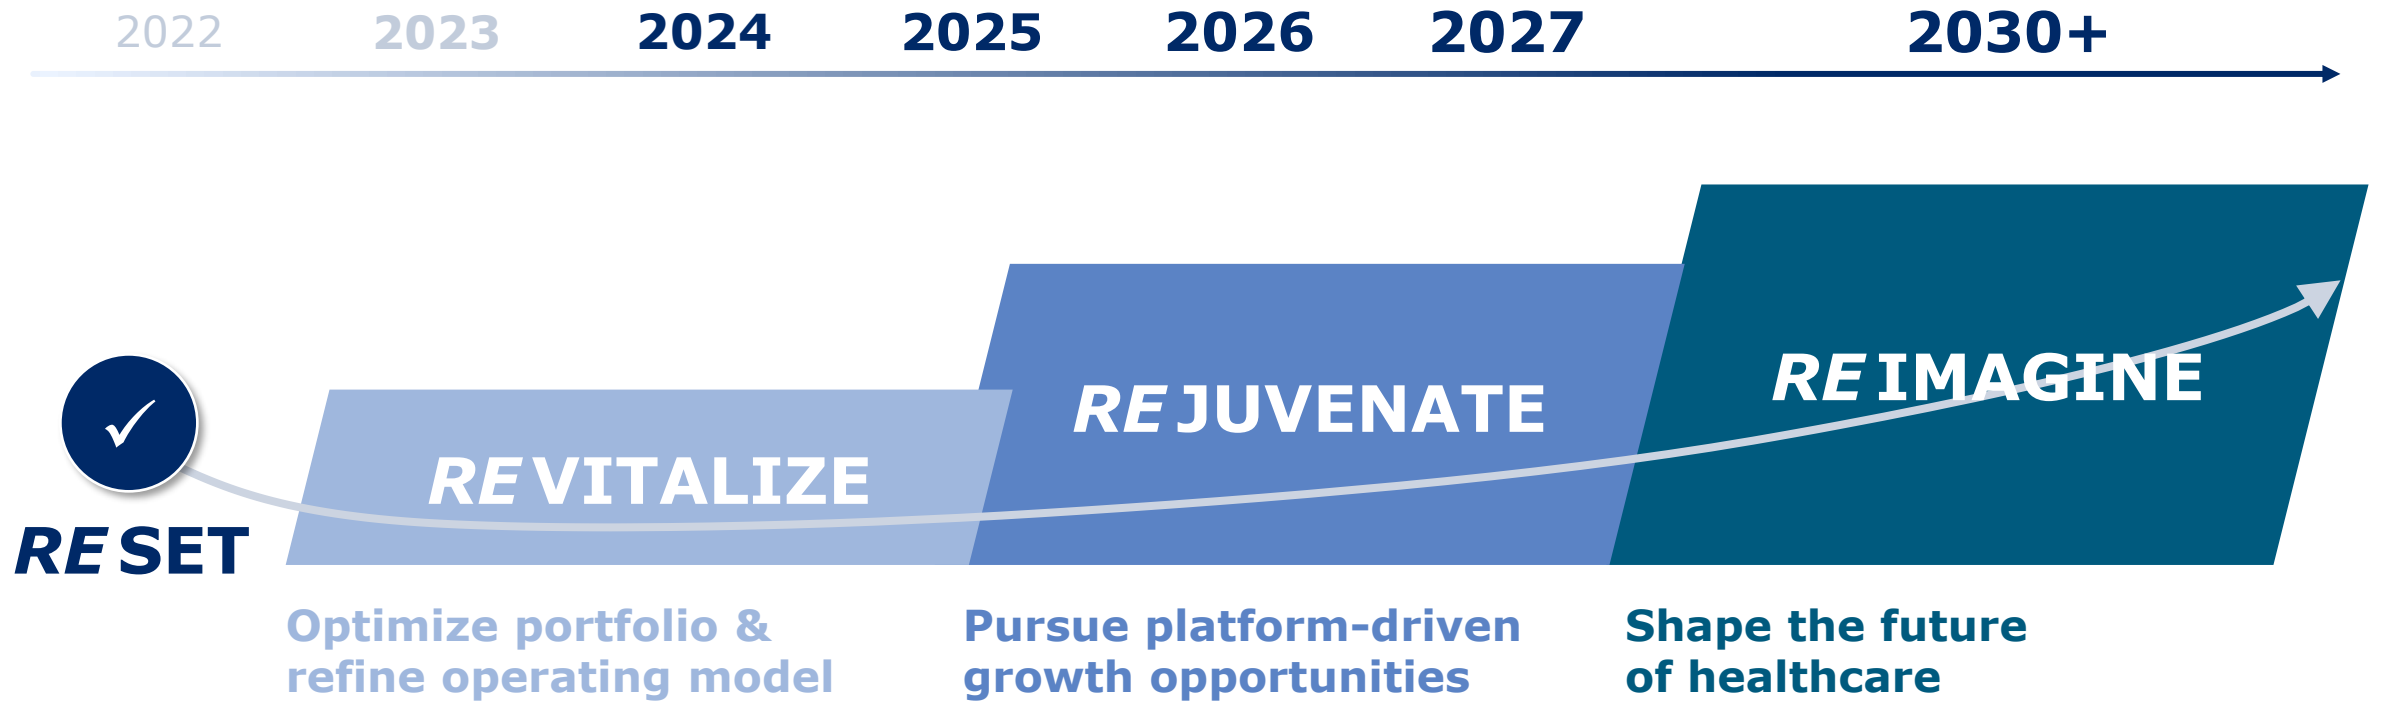 2022 2023 2024 2025 2026 2027 2030+
REIMAGINE
REJUVENATE
REVITALIZE
RESET
Optimize portfolio &
refine operating model
Pursue platform-driven
growth opportunities
Shape the future
of healthcare